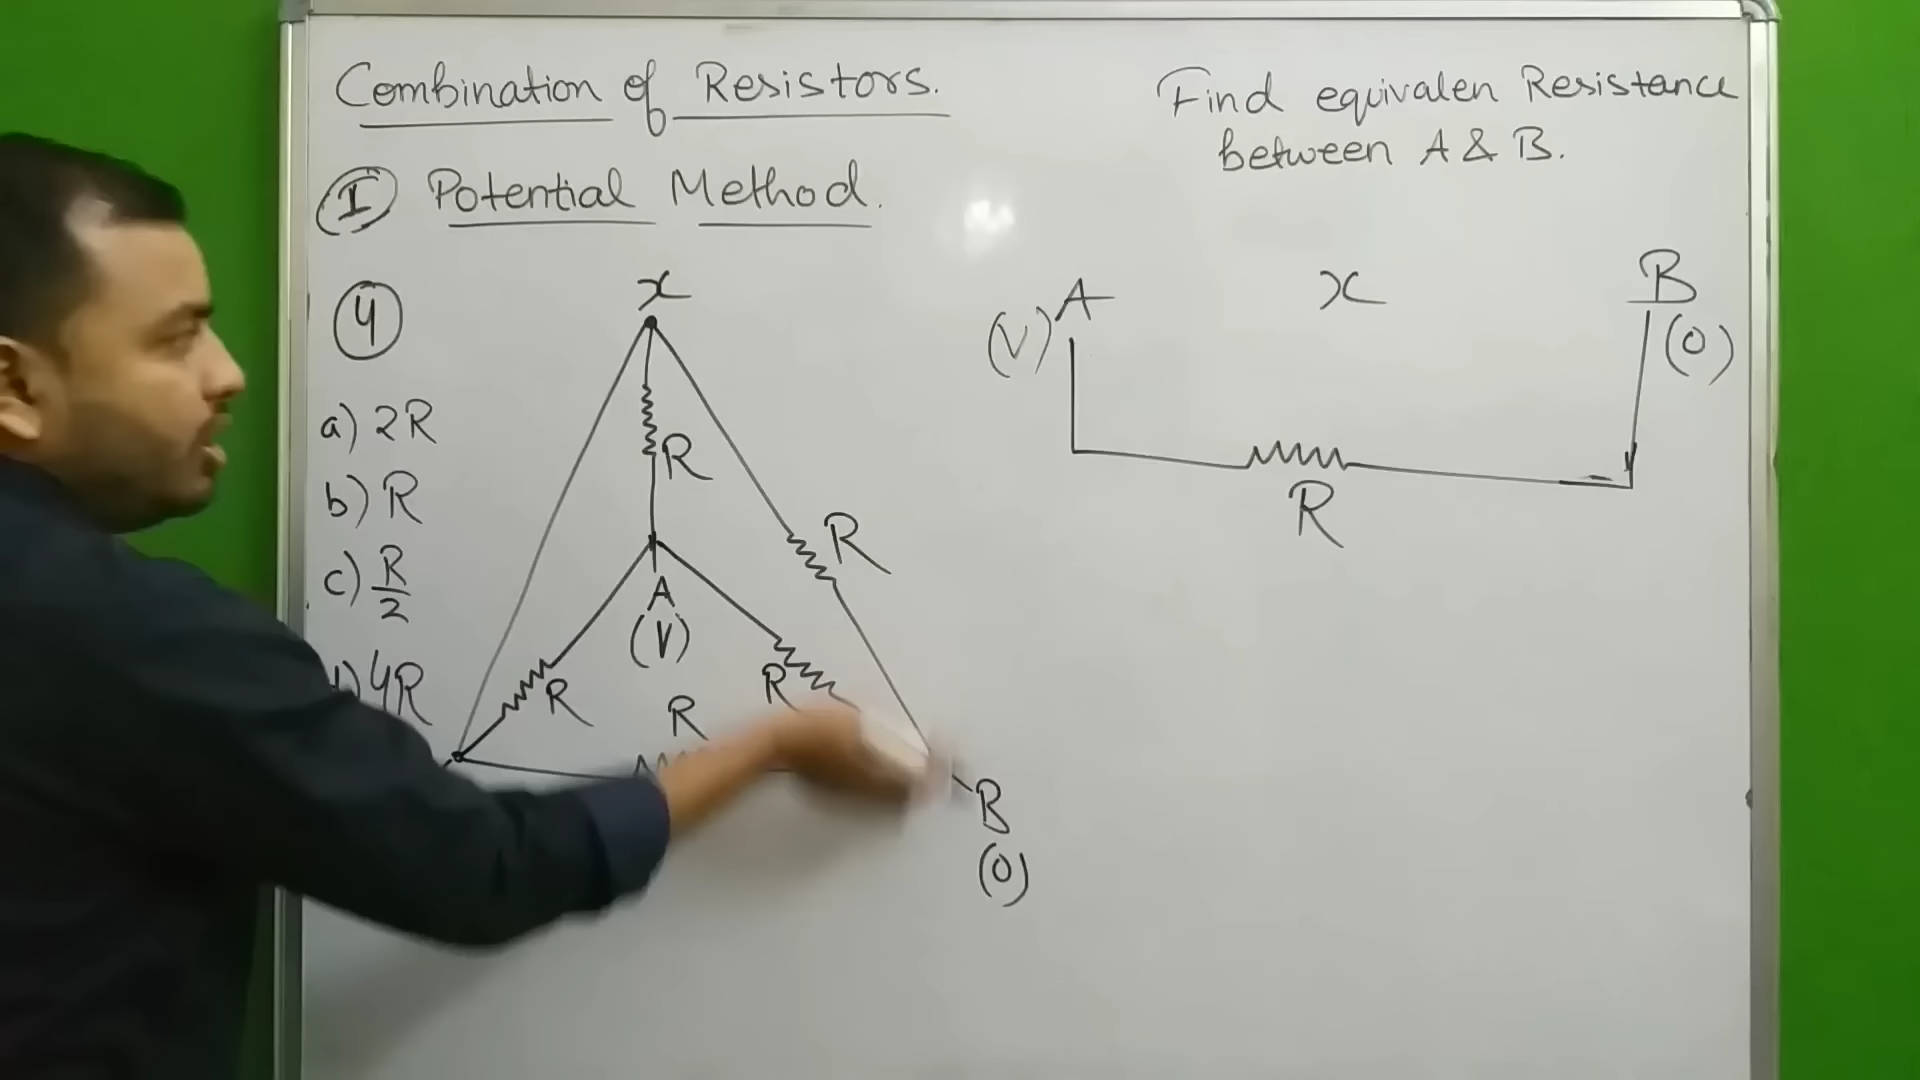 Combination of Resistors.
Find equivalen Resistance
between A & B.
I Potential Method.
4
a) 2R
b) R
c) R/2
d) 4R
x
R
R
A
(V)
R
R
R
B
(0)
A
x
B
(V)
(0)
R